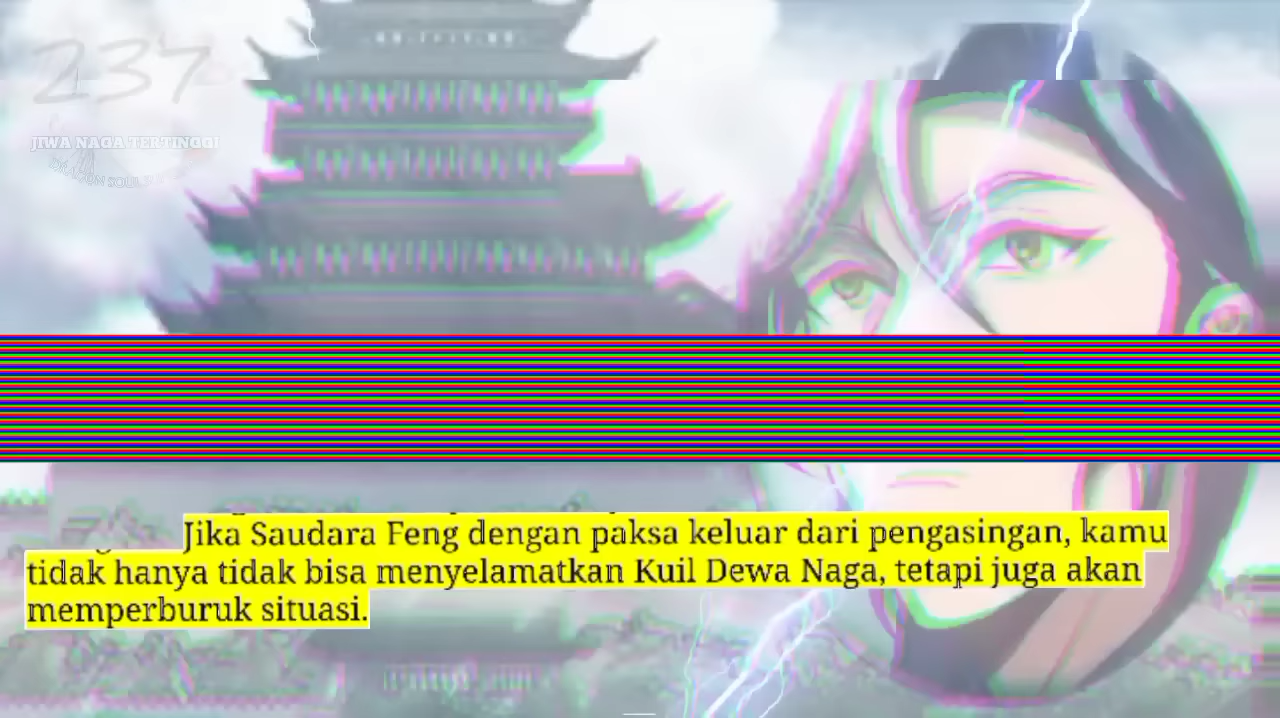 237
JIWA NAGA TERTINGGI
Jika Saudara Feng dengan paksa keluar dari pengasingan, kamu
tidak hanya tidak bisa menyelamatkan Kuil Dewa Naga, tetapi juga akan
memperburuk situasi.